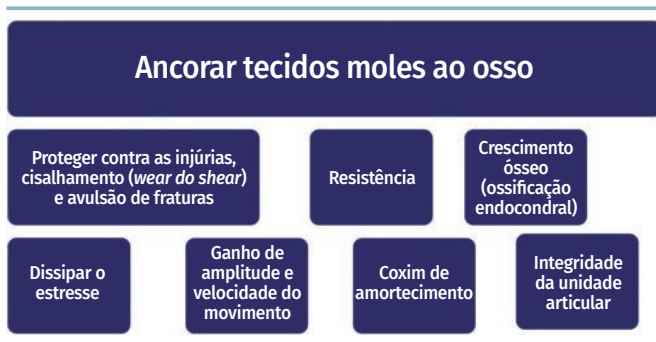 Ancorar tecidos moles ao osso
Proteger contra as injúrias,
cisalhamento (wear do shear)
e avulsão de fraturas
Resistência
Crescimento
ósseo
(ossificação
endocondral)
Dissipar o
estresse
Ganho de
amplitude e
velocidade do
movimento
Coxim de
amortecimento
Integridade
da unidade
articular